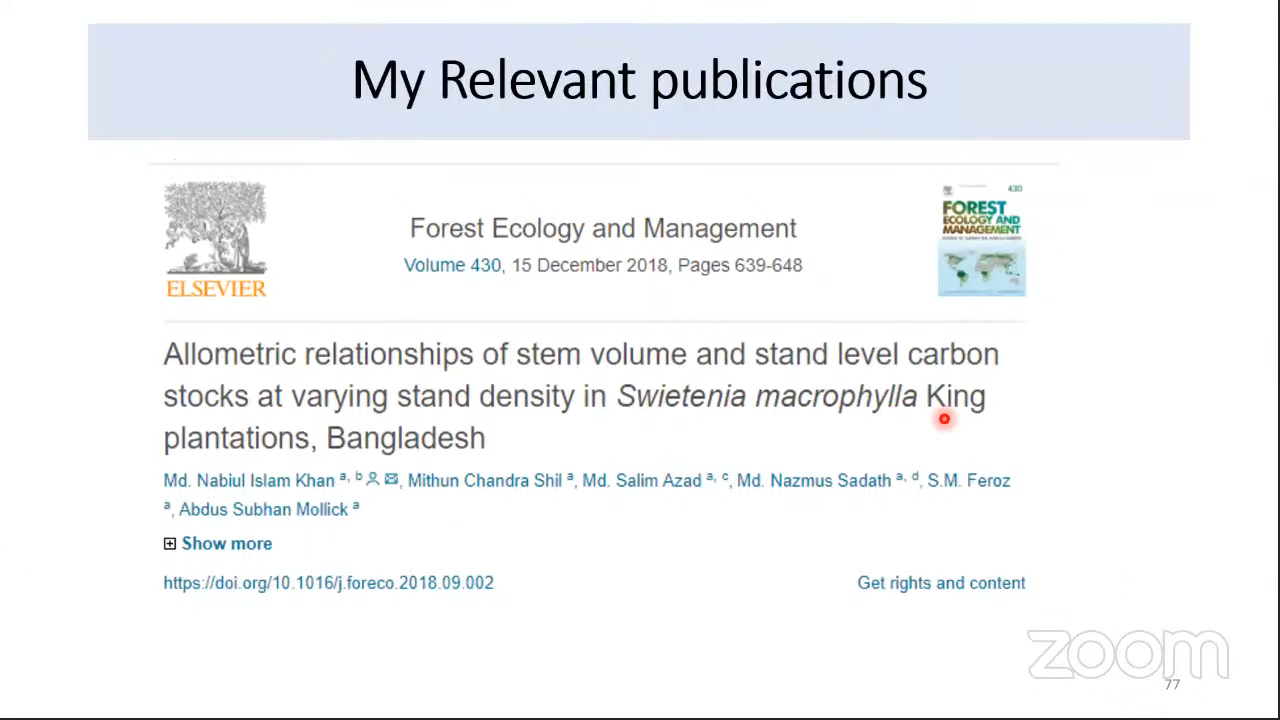 My Relevant publications
ELSEVIER
Forest Ecology and Management
Volume 430, 15 December 2018, Pages 639-648
430
FOREST
ECOLOGY AND
MANAGEMENT
Allometric relationships of stem volume and stand level carbon
stocks at varying stand density in Swietenia macrophylla King
plantations, Bangladesh
Md. Nabiul Islam Khan a, b, Mithun Chandra Shil a, Md. Salim Azad a, c, Md. Nazmus Sadath a, d, S.M. Feroz
a, Abdus Subhan Mollick a
Show more
https://doi.org/10.1016/j.foreco.2018.09.002
Get rights and content
zoom
77